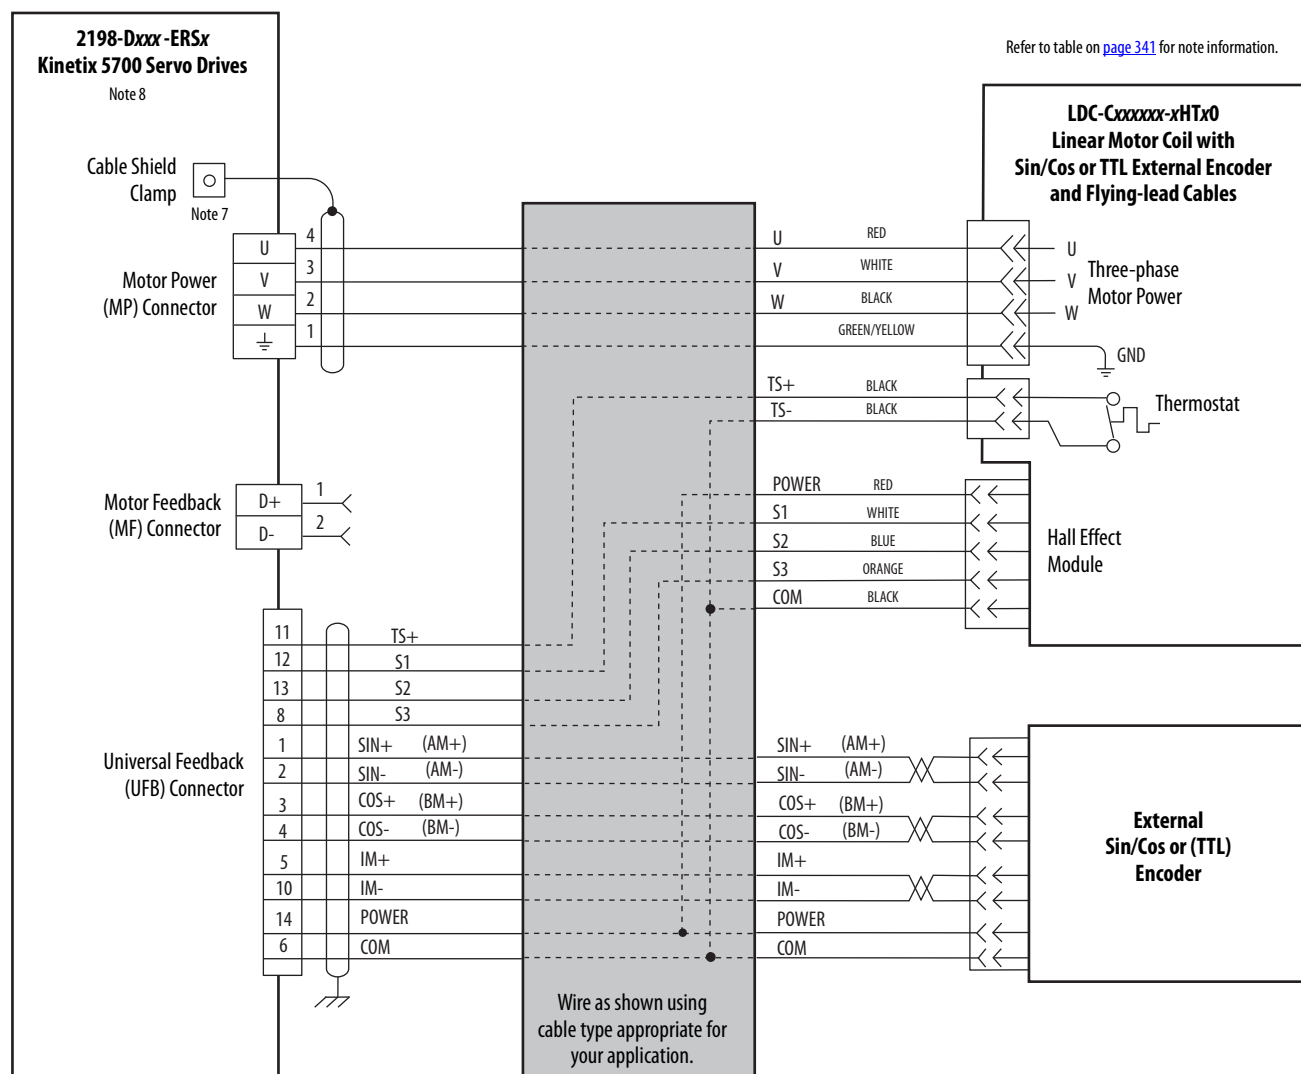 2198-Dxxx -ERSx
Kinetix 5700 Servo Drives
Note 8
Refer to table on page 341 for note information.
LDC-Cxxxxxx-xHTx0
Linear Motor Coil with
Sin/Cos or TTL External Encoder
and Flying-lead Cables
Cable Shield
Clamp
Note 7
Motor Power
(MP) Connector
U
V
W
4
3
2
1
U
V
W
RED
WHITE
BLACK
GREEN/YELLOW
U
V
W
Three-phase
Motor Power
GND
TS+
TS-
BLACK
BLACK
Thermostat
Motor Feedback
(MF) Connector
D+
D-
1
2
POWER
S1
S2
S3
COM
RED
WHITE
BLUE
ORANGE
BLACK
Hall Effect
Module
Universal Feedback
(UFB) Connector
11 TS+
12 S1
13 S2
8 S3
1 SIN+ (AM+)
2 SIN- (AM-)
3 COS+ (BM+)
4 COS- (BM-)
5 IM+
10 IM-
14 POWER
6 COM
SIN+ (AM+)
SIN- (AM-)
COS+ (BM+)
COS- (BM-)
IM+
IM-
POWER
COM
External
Sin/Cos or (TTL)
Encoder
Wire as shown using
cable type appropriate for
your application.